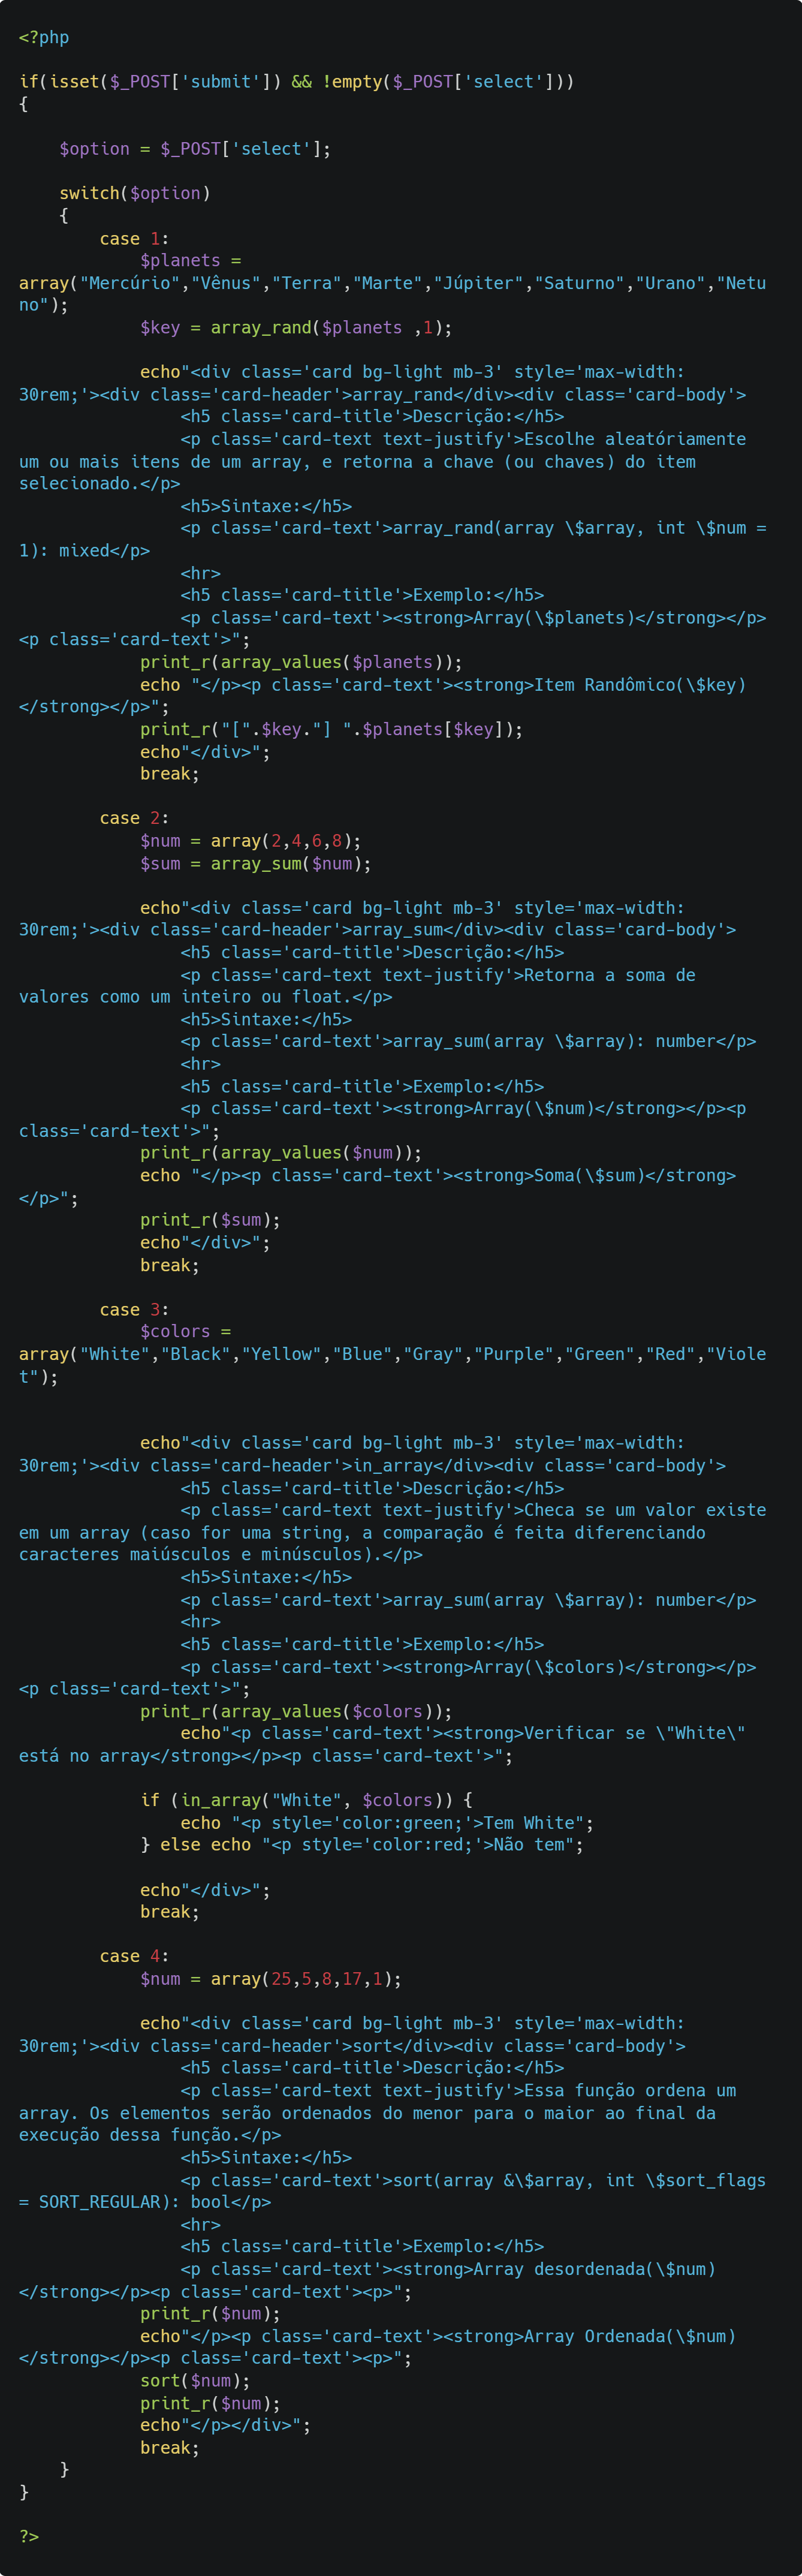 <?php

if(isset($_POST['submit']) && !empty($_POST['select']))
{

    $option = $_POST['select'];

    switch($option)
    {
        case 1:
            $planets =
array("Mercúrio","Vênus","Terra","Marte","Júpiter","Saturno","Urano","Netu
no");
            $key = array_rand($planets ,1);

            echo"<div class='card bg-light mb-3' style='max-width:
30rem;'><div class='card-header'>array_rand</div><div class='card-body'>
                <h5 class='card-title'>Descrição:</h5>
                <p class='card-text text-justify'>Escolhe aleatóriamente
um ou mais itens de um array, e retorna a chave (ou chaves) do item
selecionado.</p>
                <h5>Sintaxe:</h5>
                <p class='card-text'>array_rand(array \$array, int \$num =
1): mixed</p>
                <hr>
                <h5 class='card-title'>Exemplo:</h5>
                <p class='card-text'><strong>Array(\$planets)</strong></p>
<p class='card-text'>";
            print_r(array_values($planets));
            echo "</p><p class='card-text'><strong>Item Randômico(\$key)
</strong></p>";
            print_r("[".$key."] ".$planets[$key]);
            echo"</div>";
            break;

        case 2:
            $num = array(2,4,6,8);
            $sum = array_sum($num);

            echo"<div class='card bg-light mb-3' style='max-width:
30rem;'><div class='card-header'>array_sum</div><div class='card-body'>
                <h5 class='card-title'>Descrição:</h5>
                <p class='card-text text-justify'>Retorna a soma de
valores como um inteiro ou float.</p>
                <h5>Sintaxe:</h5>
                <p class='card-text'>array_sum(array \$array): number</p>
                <hr>
                <h5 class='card-title'>Exemplo:</h5>
                <p class='card-text'><strong>Array(\$num)</strong></p><p
class='card-text'>";
            print_r(array_values($num));
            echo "</p><p class='card-text'><strong>Soma(\$sum)</strong>
</p>";
            print_r($sum);
            echo"</div>";
            break;

        case 3:
            $colors =
array("White","Black","Yellow","Blue","Gray","Purple","Green","Red","Viole
t");


            echo"<div class='card bg-light mb-3' style='max-width:
30rem;'><div class='card-header'>in_array</div><div class='card-body'>
                <h5 class='card-title'>Descrição:</h5>
                <p class='card-text text-justify'>Checa se um valor existe
em um array (caso for uma string, a comparação é feita diferenciando
caracteres maiúsculos e minúsculos).</p>
                <h5>Sintaxe:</h5>
                <p class='card-text'>array_sum(array \$array): number</p>
                <hr>
                <h5 class='card-title'>Exemplo:</h5>
                <p class='card-text'><strong>Array(\$colors)</strong></p>
<p class='card-text'>";
            print_r(array_values($colors));
                echo"<p class='card-text'><strong>Verificar se \"White\"
está no array</strong></p><p class='card-text'>";

            if (in_array("White", $colors)) {
                echo "<p style='color:green;'>Tem White";
            } else echo "<p style='color:red;'>Não tem";

            echo"</div>";
            break;

        case 4:
            $num = array(25,5,8,17,1);

            echo"<div class='card bg-light mb-3' style='max-width:
30rem;'><div class='card-header'>sort</div><div class='card-body'>
                <h5 class='card-title'>Descrição:</h5>
                <p class='card-text text-justify'>Essa função ordena um
array. Os elementos serão ordenados do menor para o maior ao final da
execução dessa função.</p>
                <h5>Sintaxe:</h5>
                <p class='card-text'>sort(array &\$array, int \$sort_flags
= SORT_REGULAR): bool</p>
                <hr>
                <h5 class='card-title'>Exemplo:</h5>
                <p class='card-text'><strong>Array desordenada(\$num)
</strong></p><p class='card-text'><p>";
            print_r($num);
            echo"</p><p class='card-text'><strong>Array Ordenada(\$num)
</strong></p><p class='card-text'><p>";
            sort($num);
            print_r($num);
            echo"</p></div>";
            break;
    }
}

?>